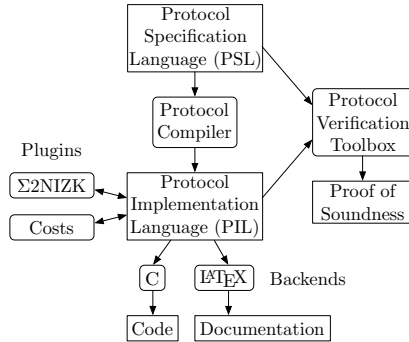 Protocol
Specification
Language (PSL)
Protocol
Compiler
Protocol
Verification
Toolbox
Plugins
Σ2NIZK
Costs
Protocol
Implementation
Language (PIL)
Proof of
Soundness
C
LATEX
Backends
Code
Documentation